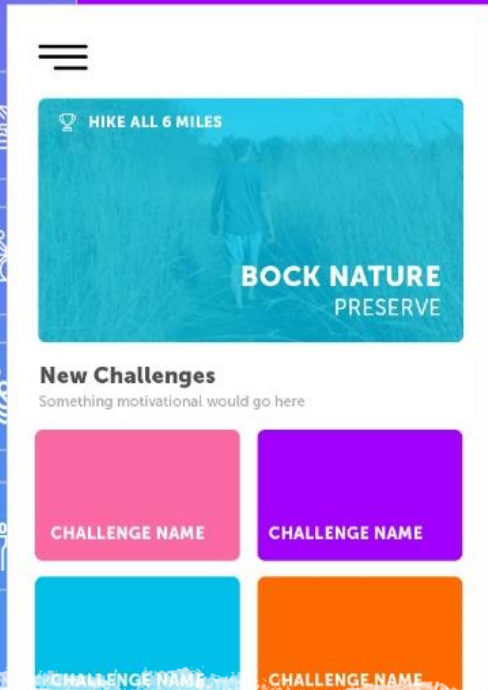 HIKE ALL 6 MILES
BOCK NATURE
PRESERVE
New Challenges
Something motivational would go here
CHALLENGE NAME
CHALLENGE NAME
CHALLENGE NAME
CHALLENGE NAME